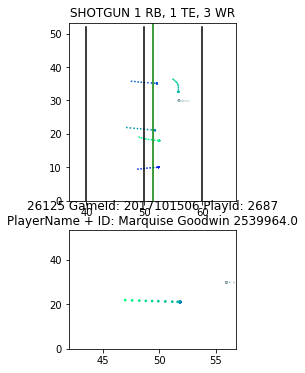 SHOTGUN 1 RB, 1 TE, 3 WR
50
40
30
20
10
0
40 50 60
26125 GameId: 2017101506 PlayId: 2687
PlayerName + ID: Marquise Goodwin 2539964.0
40
20
0
45 50 55